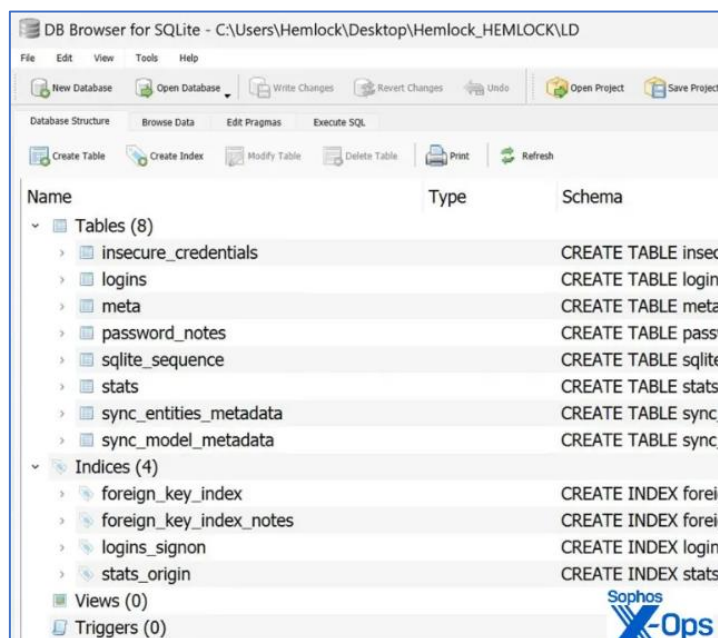 DB Browser for SQLite - C:\Users\Hemlock\Desktop\Hemlock_HEMLOCK\LD
File Edit View Tools Help
New Database Open Database Write Changes Revert Changes Undo Open Project Save Project
Database Structure Browse Data Edit Pragmas Execute SQL
Create Table Create Index Modify Table Delete Table Print Refresh
Name Type Schema
Tables (8)
insecure_credentials CREATE TABLE insec
logins CREATE TABLE login
meta CREATE TABLE meta
password_notes CREATE TABLE pass
sqlite_sequence CREATE TABLE sqlite
stats CREATE TABLE stats
sync_entities_metadata CREATE TABLE sync_
sync_model_metadata CREATE TABLE sync_
Indices (4)
foreign_key_index CREATE INDEX forei
foreign_key_index_notes CREATE INDEX forei
logins_signon CREATE INDEX login
stats_origin CREATE INDEX stats
Views (0)
Triggers (0)
Sophos
X-Ops